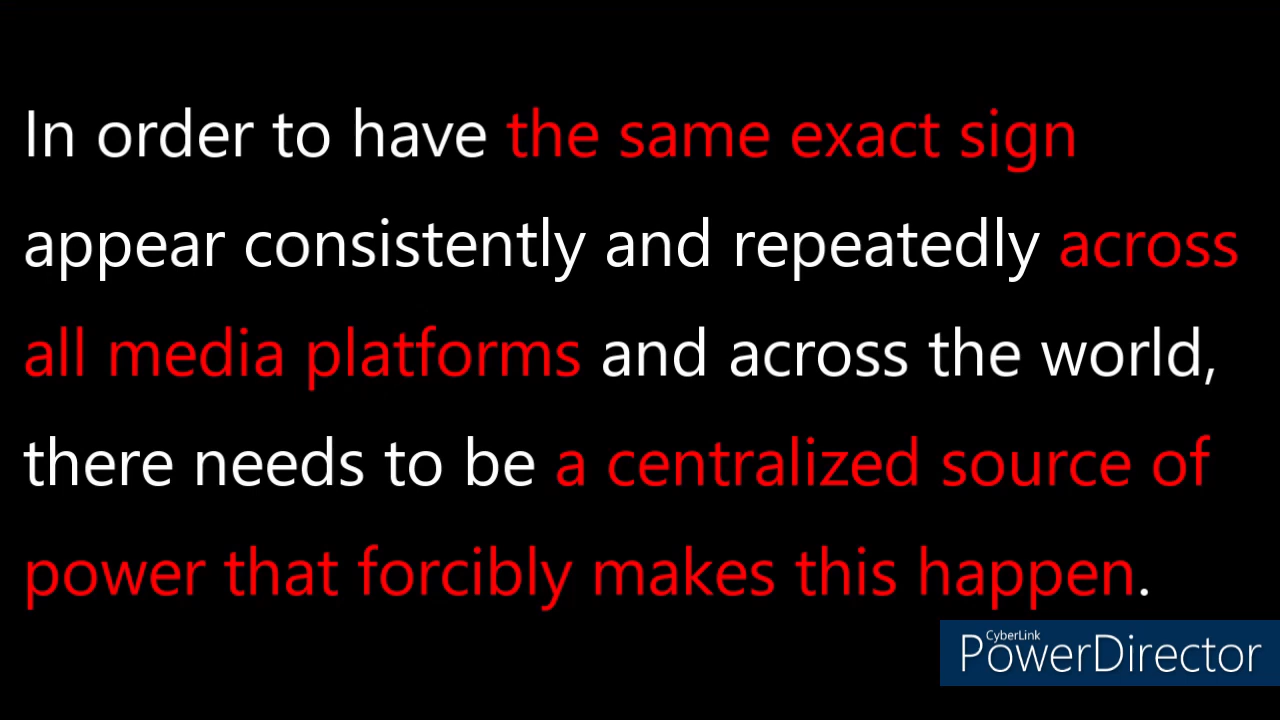 In order to have the same exact sign
appear consistently and repeatedly across
all media platforms and across the world,
there needs to be a centralized source of
power that forcibly makes this happen.
CyberLink
PowerDirector